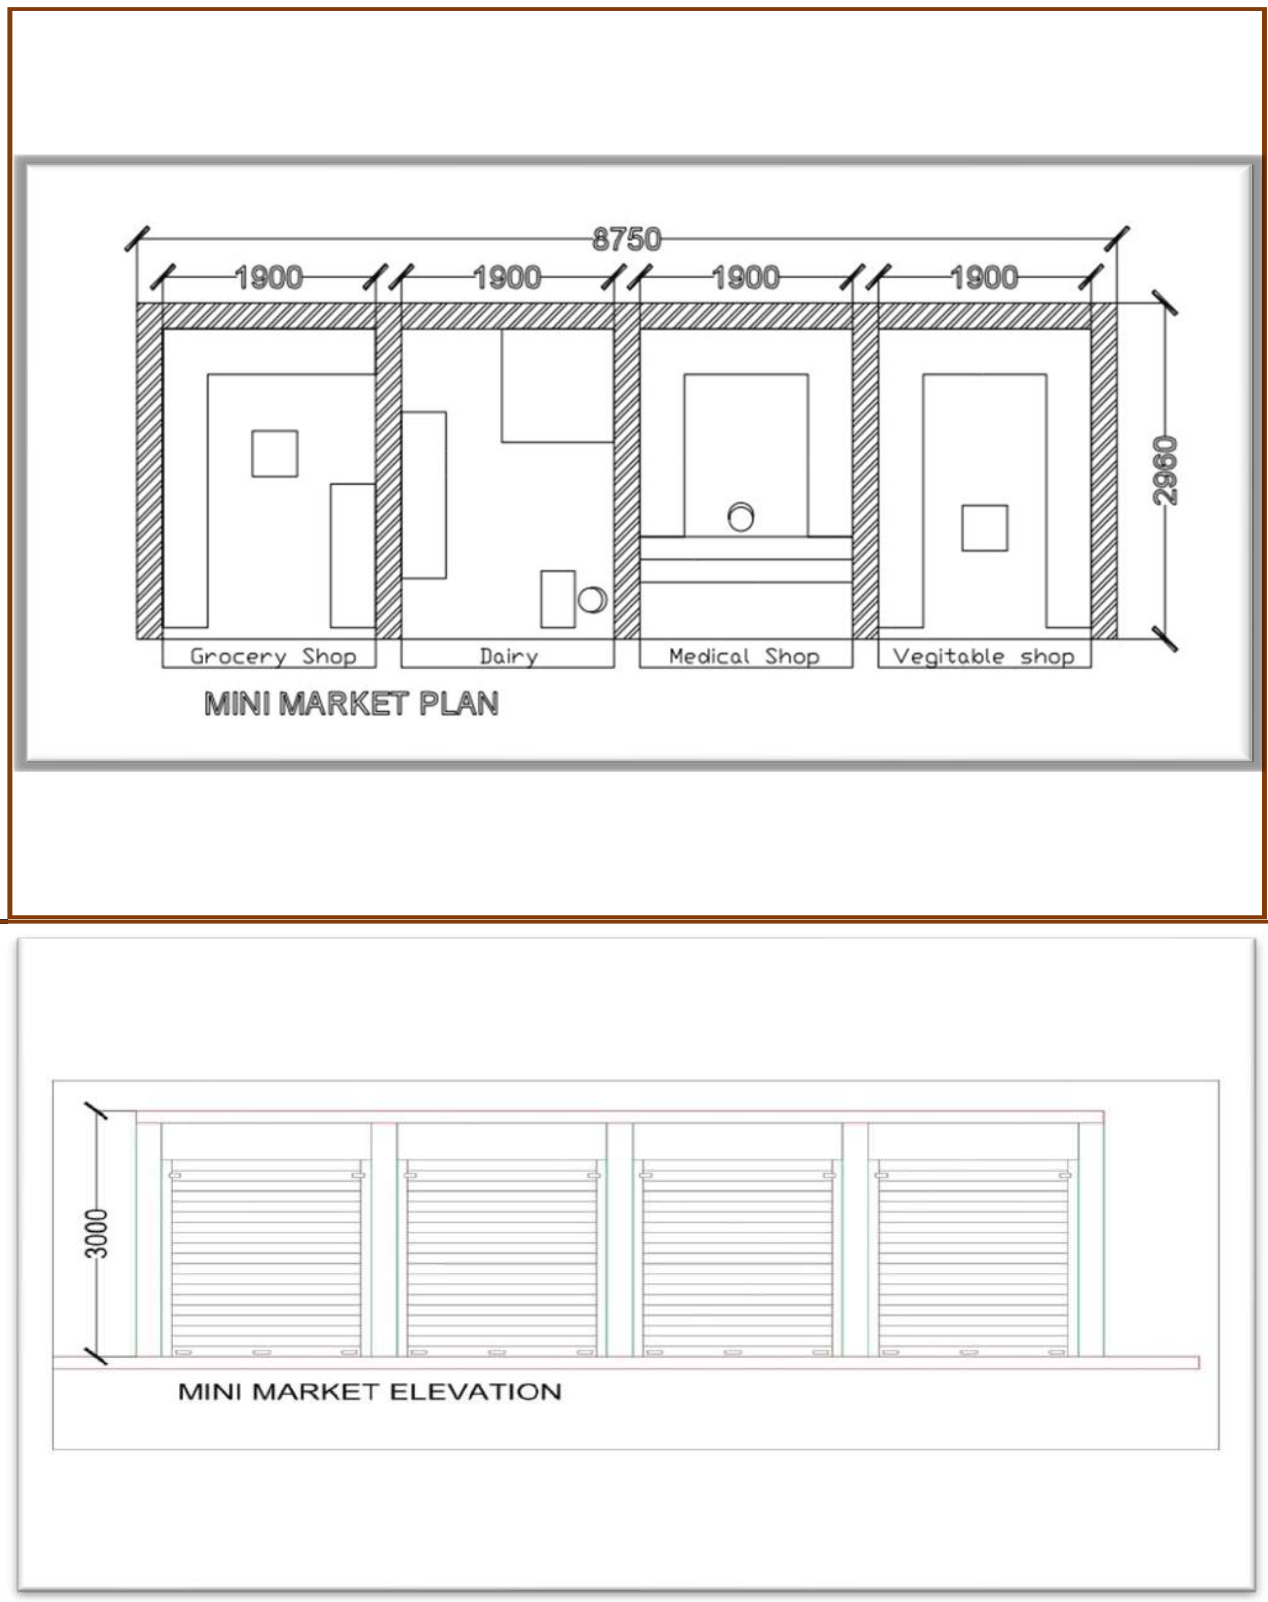 8750
1900 1900 1900 1900
2960
Grocery Shop Dairy Medical Shop Vegitable shop
MINI MARKET PLAN
3000
MINI MARKET ELEVATION